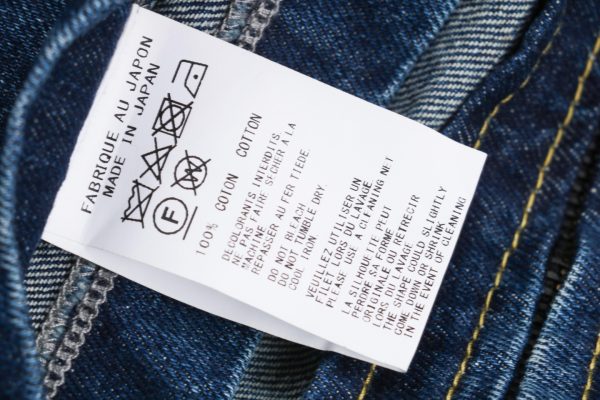 FABRIQUE AU JAPON
MADE IN JAPAN
F
W
100% COTON COTTON
DECOLORANTS INTERDITS.
NE PAS FAIRE SECHER A LA
MACHINE.
REPASSER AU FER TIEDE.
DO NOT BLEACH
DO NOT TUMBLE DRY.
COOL IRON
VEUILLEZ UTILISER UN
FILET LORS DU LAVAGE.
PLEASE USE A CLEANING NET
LA SILHOUETTE PEUT
PERDRE SA FORME
ORIGINALE OU RETRECIR
LORS DE LAVAGE
THE SHAPE COULD SLIGHTLY
COME DOWN OR SHRINK
IN THE EVENT OF CLEANING